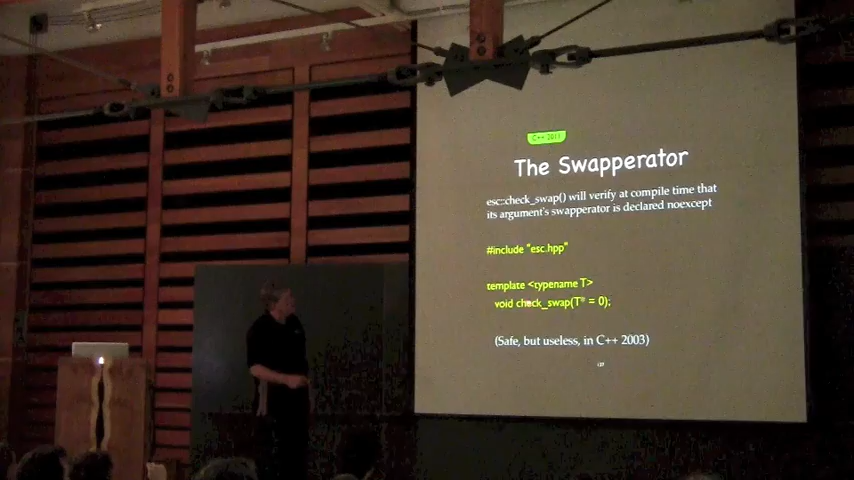 C++ 2011
The Swapperator
esc::check_swap() will verify at compile time that
its argument's swapperator is declared noexcept
#include "esc.hpp"
template <typename T>
void check_swap(T* = 0);
(Safe, but useless, in C++ 2003)